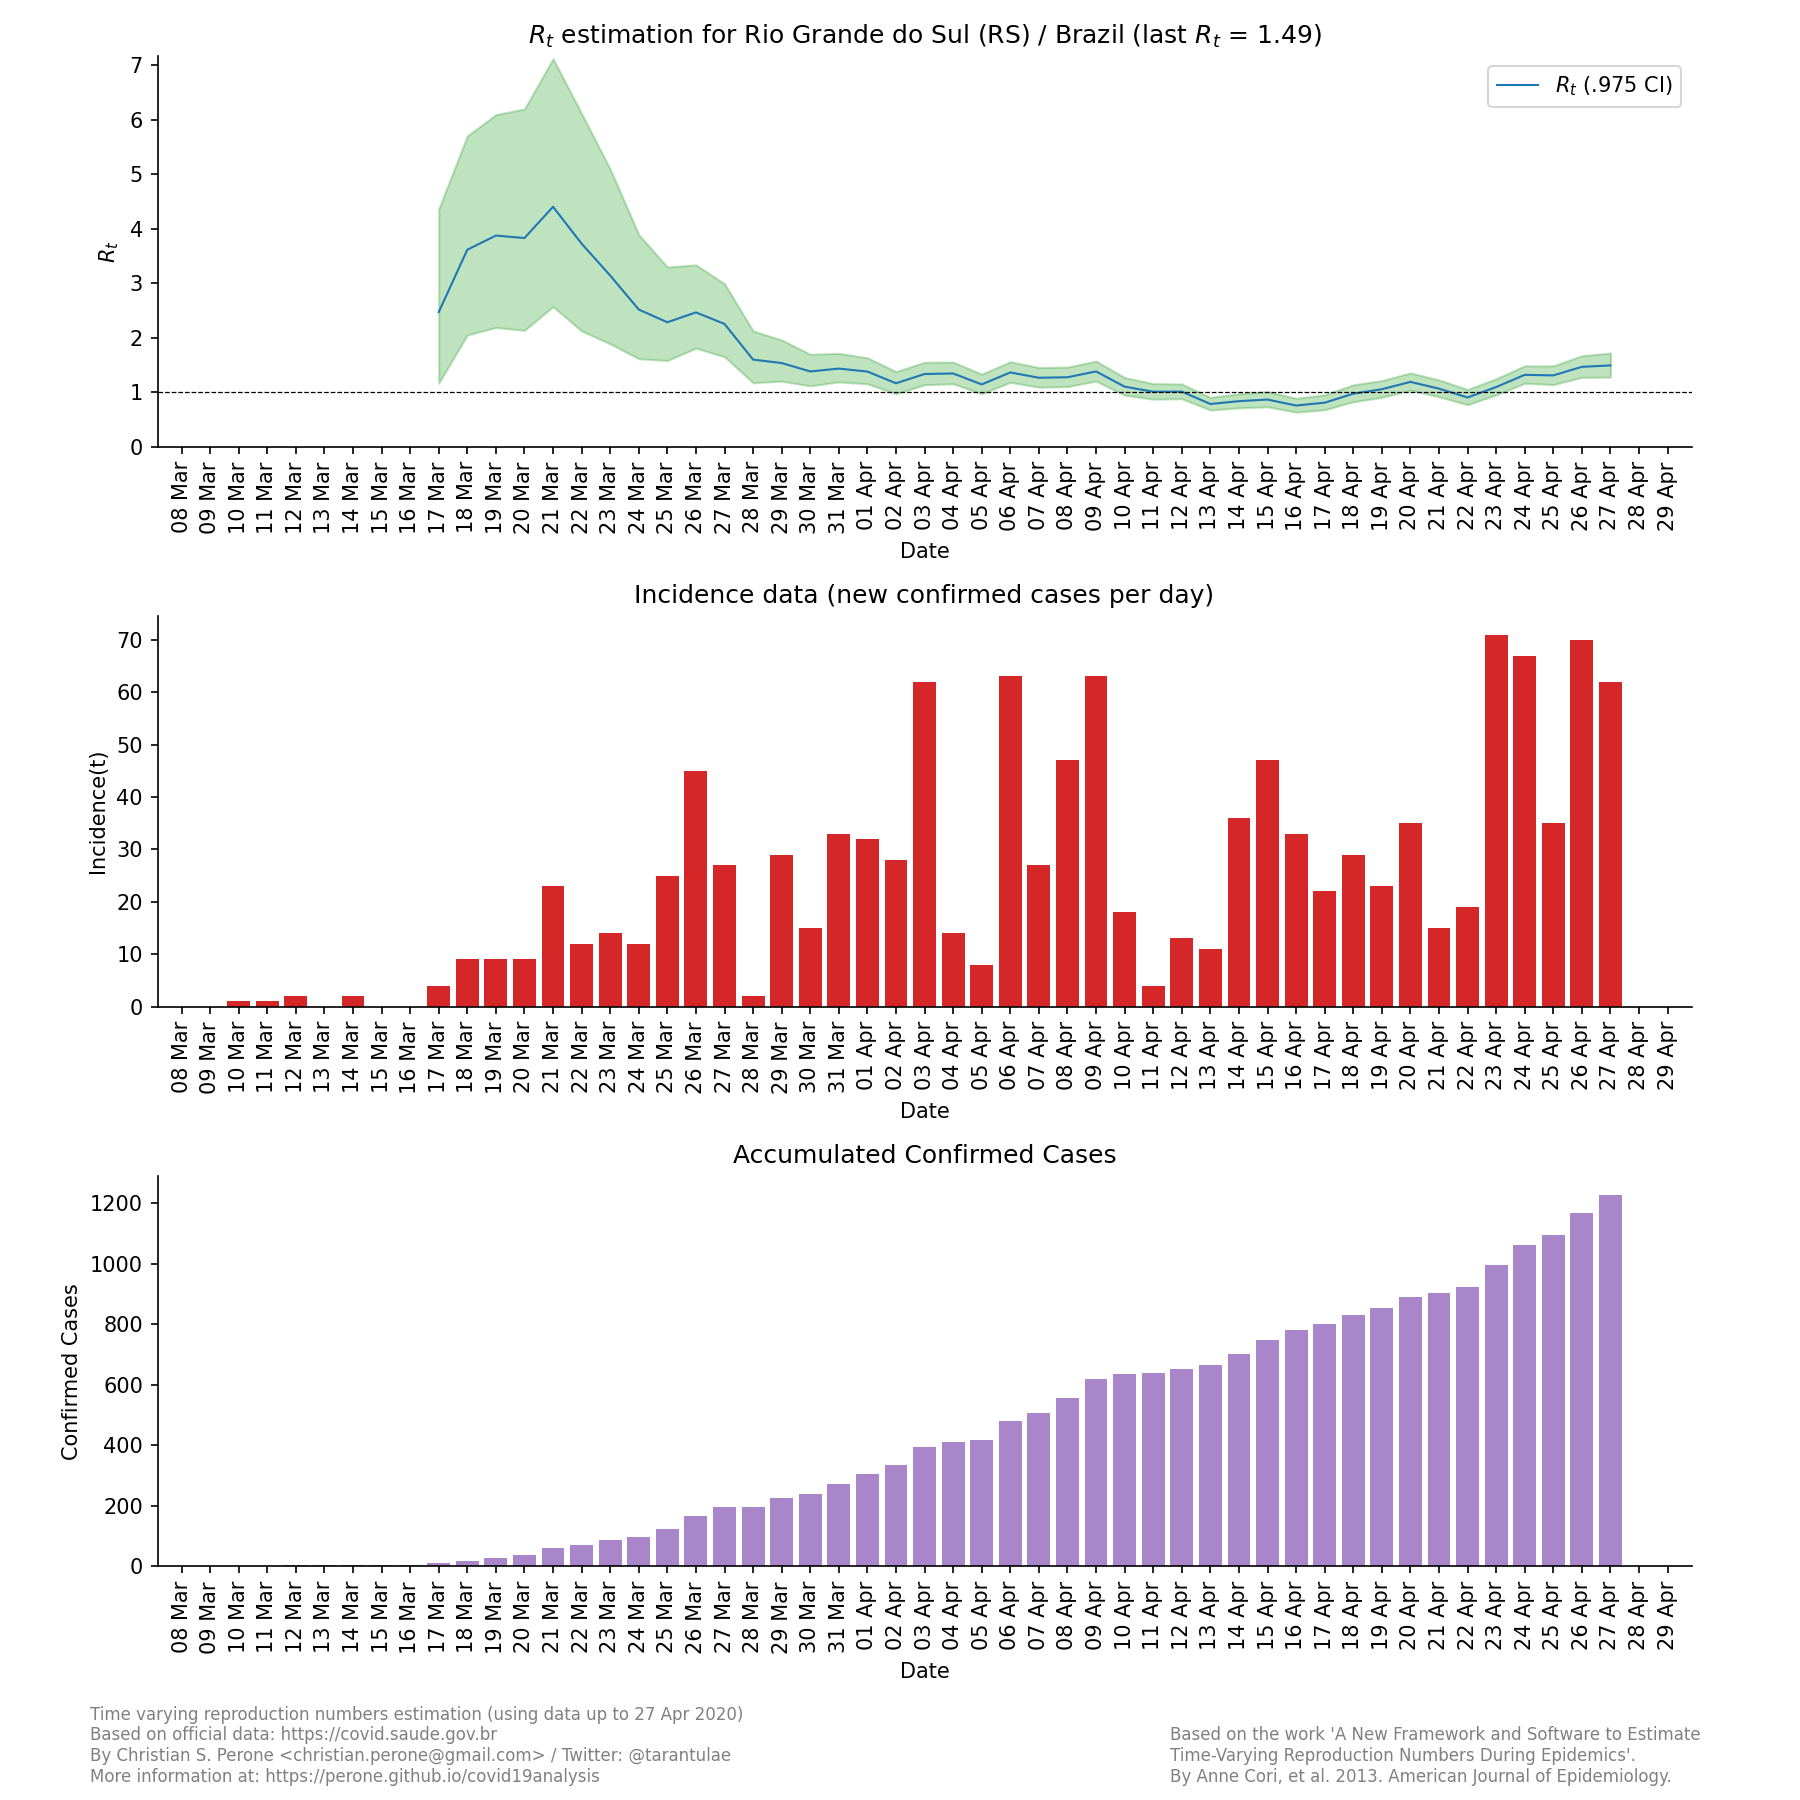 Rt estimation for Rio Grande do Sul (RS) / Brazil (last Rt = 1.49)
Rt (.975 CI)
Rt
7
6
5
4
3
2
1
0
08 Mar 09 Mar 10 Mar 11 Mar 12 Mar 13 Mar 14 Mar 15 Mar 16 Mar 17 Mar 18 Mar 19 Mar 20 Mar 21 Mar 22 Mar 23 Mar 24 Mar 25 Mar 26 Mar 27 Mar 28 Mar 29 Mar 30 Mar 31 Mar 01 Apr 02 Apr 03 Apr 04 Apr 05 Apr 06 Apr 07 Apr 08 Apr 09 Apr 10 Apr 11 Apr 12 Apr 13 Apr 14 Apr 15 Apr 16 Apr 17 Apr 18 Apr 19 Apr 20 Apr 21 Apr 22 Apr 23 Apr 24 Apr 25 Apr 26 Apr 27 Apr 28 Apr 29 Apr
Date
Incidence data (new confirmed cases per day)
Incidence(t)
70
60
50
40
30
20
10
0
08 Mar 09 Mar 10 Mar 11 Mar 12 Mar 13 Mar 14 Mar 15 Mar 16 Mar 17 Mar 18 Mar 19 Mar 20 Mar 21 Mar 22 Mar 23 Mar 24 Mar 25 Mar 26 Mar 27 Mar 28 Mar 29 Mar 30 Mar 31 Mar 01 Apr 02 Apr 03 Apr 04 Apr 05 Apr 06 Apr 07 Apr 08 Apr 09 Apr 10 Apr 11 Apr 12 Apr 13 Apr 14 Apr 15 Apr 16 Apr 17 Apr 18 Apr 19 Apr 20 Apr 21 Apr 22 Apr 23 Apr 24 Apr 25 Apr 26 Apr 27 Apr 28 Apr 29 Apr
Date
Accumulated Confirmed Cases
Confirmed Cases
1200
1000
800
600
400
200
0
08 Mar 09 Mar 10 Mar 11 Mar 12 Mar 13 Mar 14 Mar 15 Mar 16 Mar 17 Mar 18 Mar 19 Mar 20 Mar 21 Mar 22 Mar 23 Mar 24 Mar 25 Mar 26 Mar 27 Mar 28 Mar 29 Mar 30 Mar 31 Mar 01 Apr 02 Apr 03 Apr 04 Apr 05 Apr 06 Apr 07 Apr 08 Apr 09 Apr 10 Apr 11 Apr 12 Apr 13 Apr 14 Apr 15 Apr 16 Apr 17 Apr 18 Apr 19 Apr 20 Apr 21 Apr 22 Apr 23 Apr 24 Apr 25 Apr 26 Apr 27 Apr 28 Apr 29 Apr
Date
Time varying reproduction numbers estimation (using data up to 27 Apr 2020)
Based on official data: https://covid.saude.gov.br
By Christian S. Perone <christian.perone@gmail.com> / Twitter: @tarantulae
More information at: https://perone.github.io/covid19analysis
Based on the work 'A New Framework and Software to Estimate
Time-Varying Reproduction Numbers During Epidemics'.
By Anne Cori, et al. 2013. American Journal of Epidemiology.